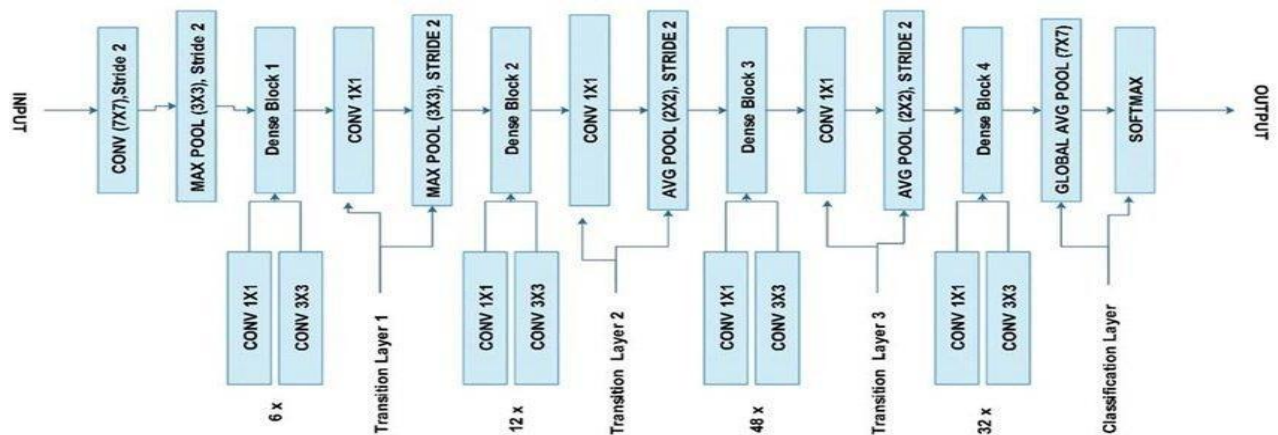 INPUT
CONV (7X7),Stride 2
MAX POOL (3X3), Stride 2
Dense Block 1
CONV 1X1
MAX POOL (3X3), STRIDE 2
Dense Block 2
CONV 1X1
AVG POOL (2X2), STRIDE 2
Dense Block 3
CONV 1X1
AVG POOL (2X2), STRIDE 2
Dense Block 4
GLOBAL AVG POOL (7X7)
SOFTMAX
OUTPUT
CONV 1X1
CONV 3X3
6 x
Transition Layer 1
CONV 1X1
CONV 3X3
12 x
Transition Layer 2
CONV 1X1
CONV 3X3
48 x
Transition Layer 3
CONV 1X1
CONV 3X3
32x
Classification Layer